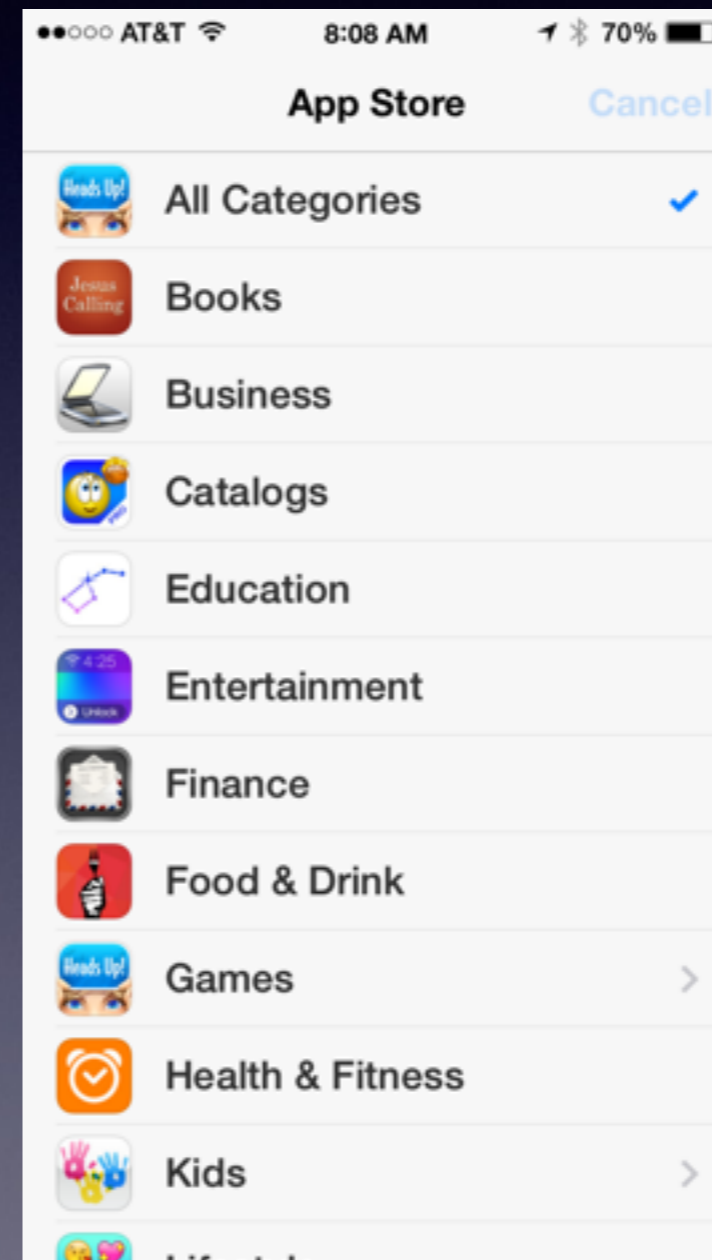 AT&T 8:08 AM 70%
App Store Cancel
Heads Up! All Categories
Jesus Calling Books
Business
PRO Catalogs
Education
4:25 Unlock Entertainment
Finance
Food & Drink
Heads Up! Games
Health & Fitness
Kids